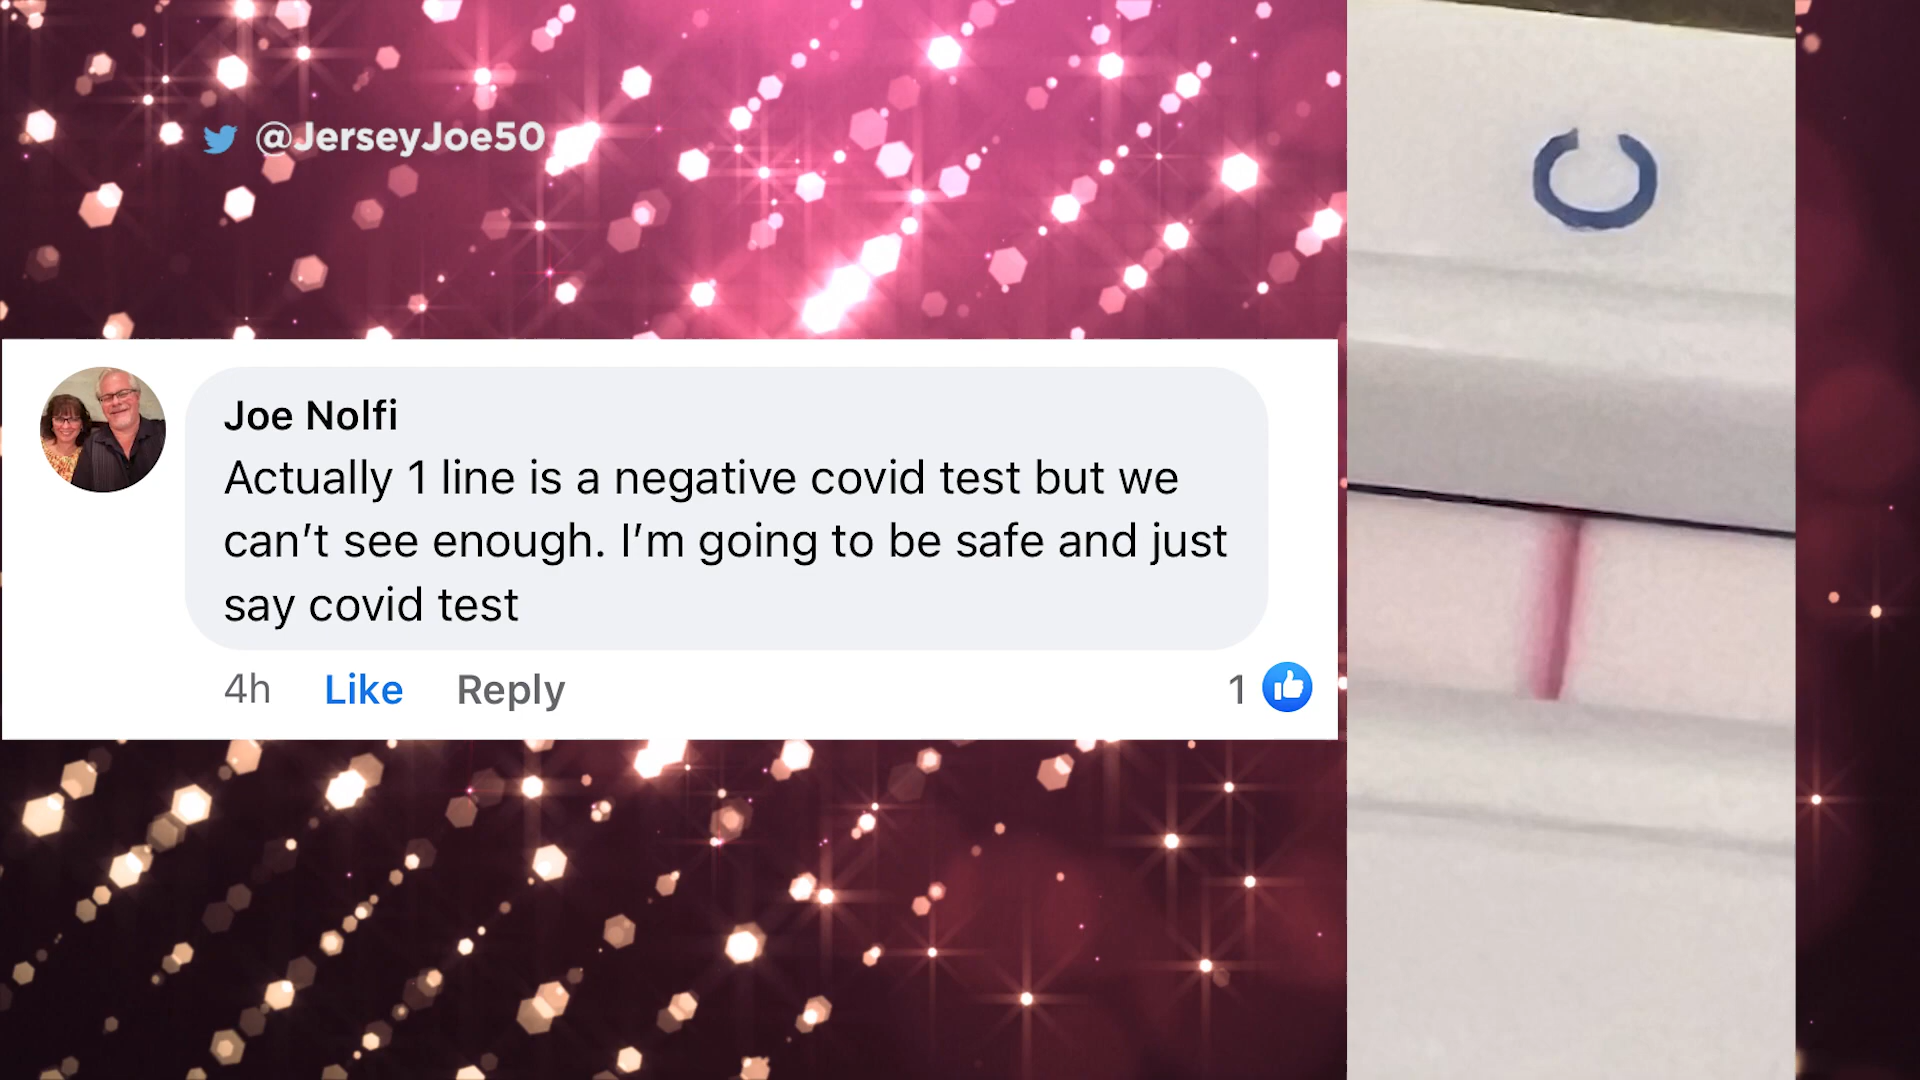 @JerseyJoe50
C
Joe Nolfi
Actually 1 line is a negative covid test but we
can’t see enough. I’m going to be safe and just
say covid test
4h Like Reply 1